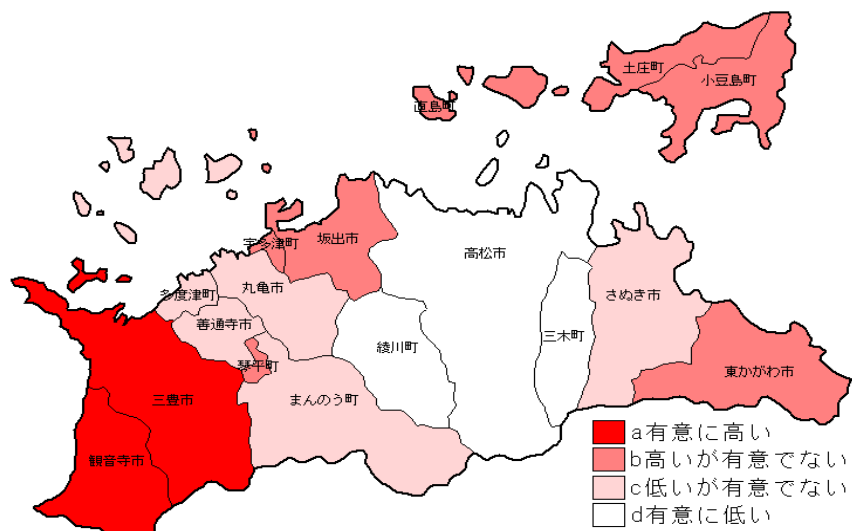 土庄町
小豆島町
直島町
宇多津町
坂出市
高松市
多度津町
丸亀市
さぬき市
善通寺市
綾川町
三木町
琴平町
東かがわ市
三豊市
まんのう町
観音寺市
a有意に高い
b高いが有意でない
c低いが有意でない
d有意に低い